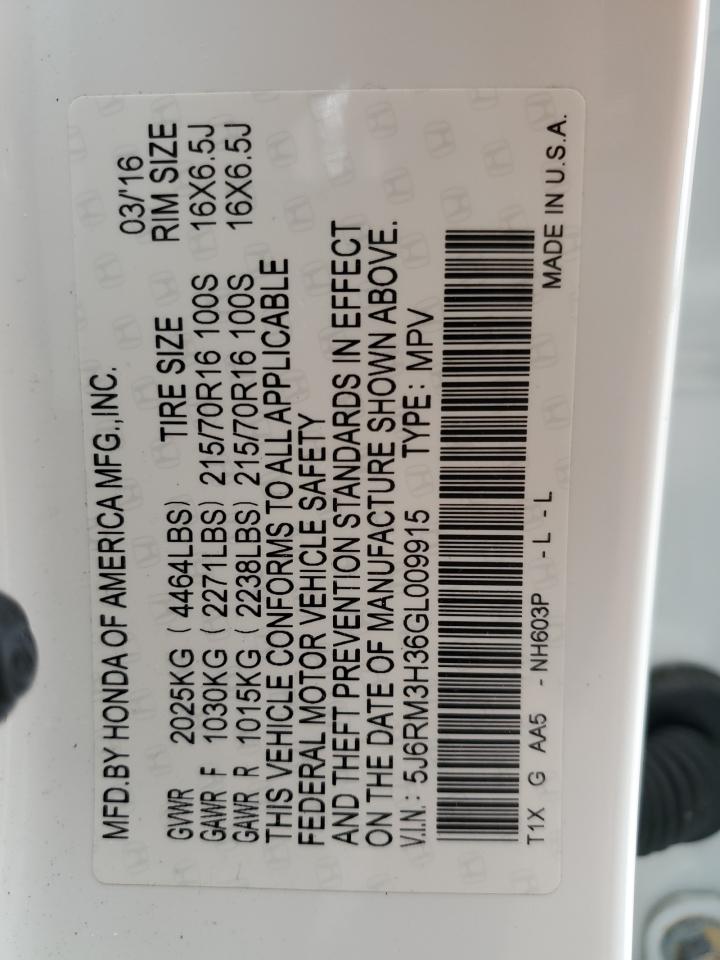 MFD.BY HONDA OF AMERICA MFG.,INC. 03/'16
GVWR 2025KG ( 4464LBS) TIRE SIZE RIM SIZE
GAWR F 1030KG ( 2271LBS) 215/70R16 100S 16X6.5J
GAWR R 1015KG ( 2238LBS) 215/70R16 100S 16X6.5J
THIS VEHICLE CONFORMS TO ALL APPLICABLE
FEDERAL MOTOR VEHICLE SAFETY
AND THEFT PREVENTION STANDARDS IN EFFECT
ON THE DATE OF MANUFACTURE SHOWN ABOVE.
V.I.N.: 5J6RM3H36GL009915 TYPE: MPV
T1X G AA5 - NH603P - L - L MADE IN U.S.A.